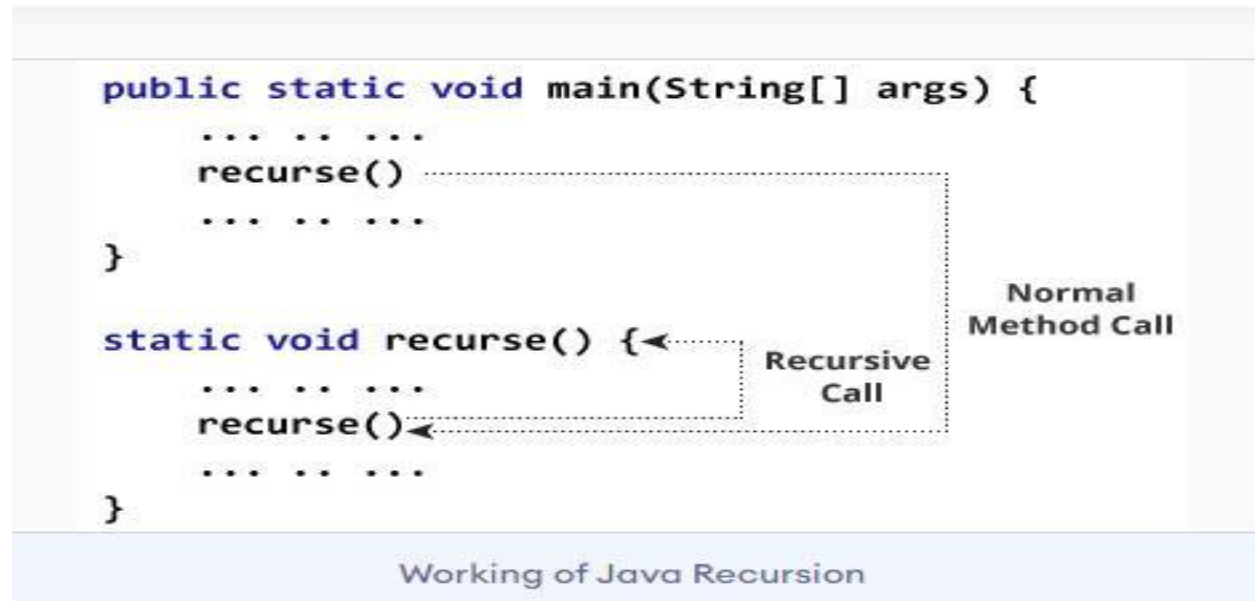 public static void main(String[] args) {
... .. ...
recurse()
... .. ...
}
Normal
Method Call
static void recurse() {
Recursive
Call
... .. ...
recurse()
... .. ...
}
Working of Java Recursion